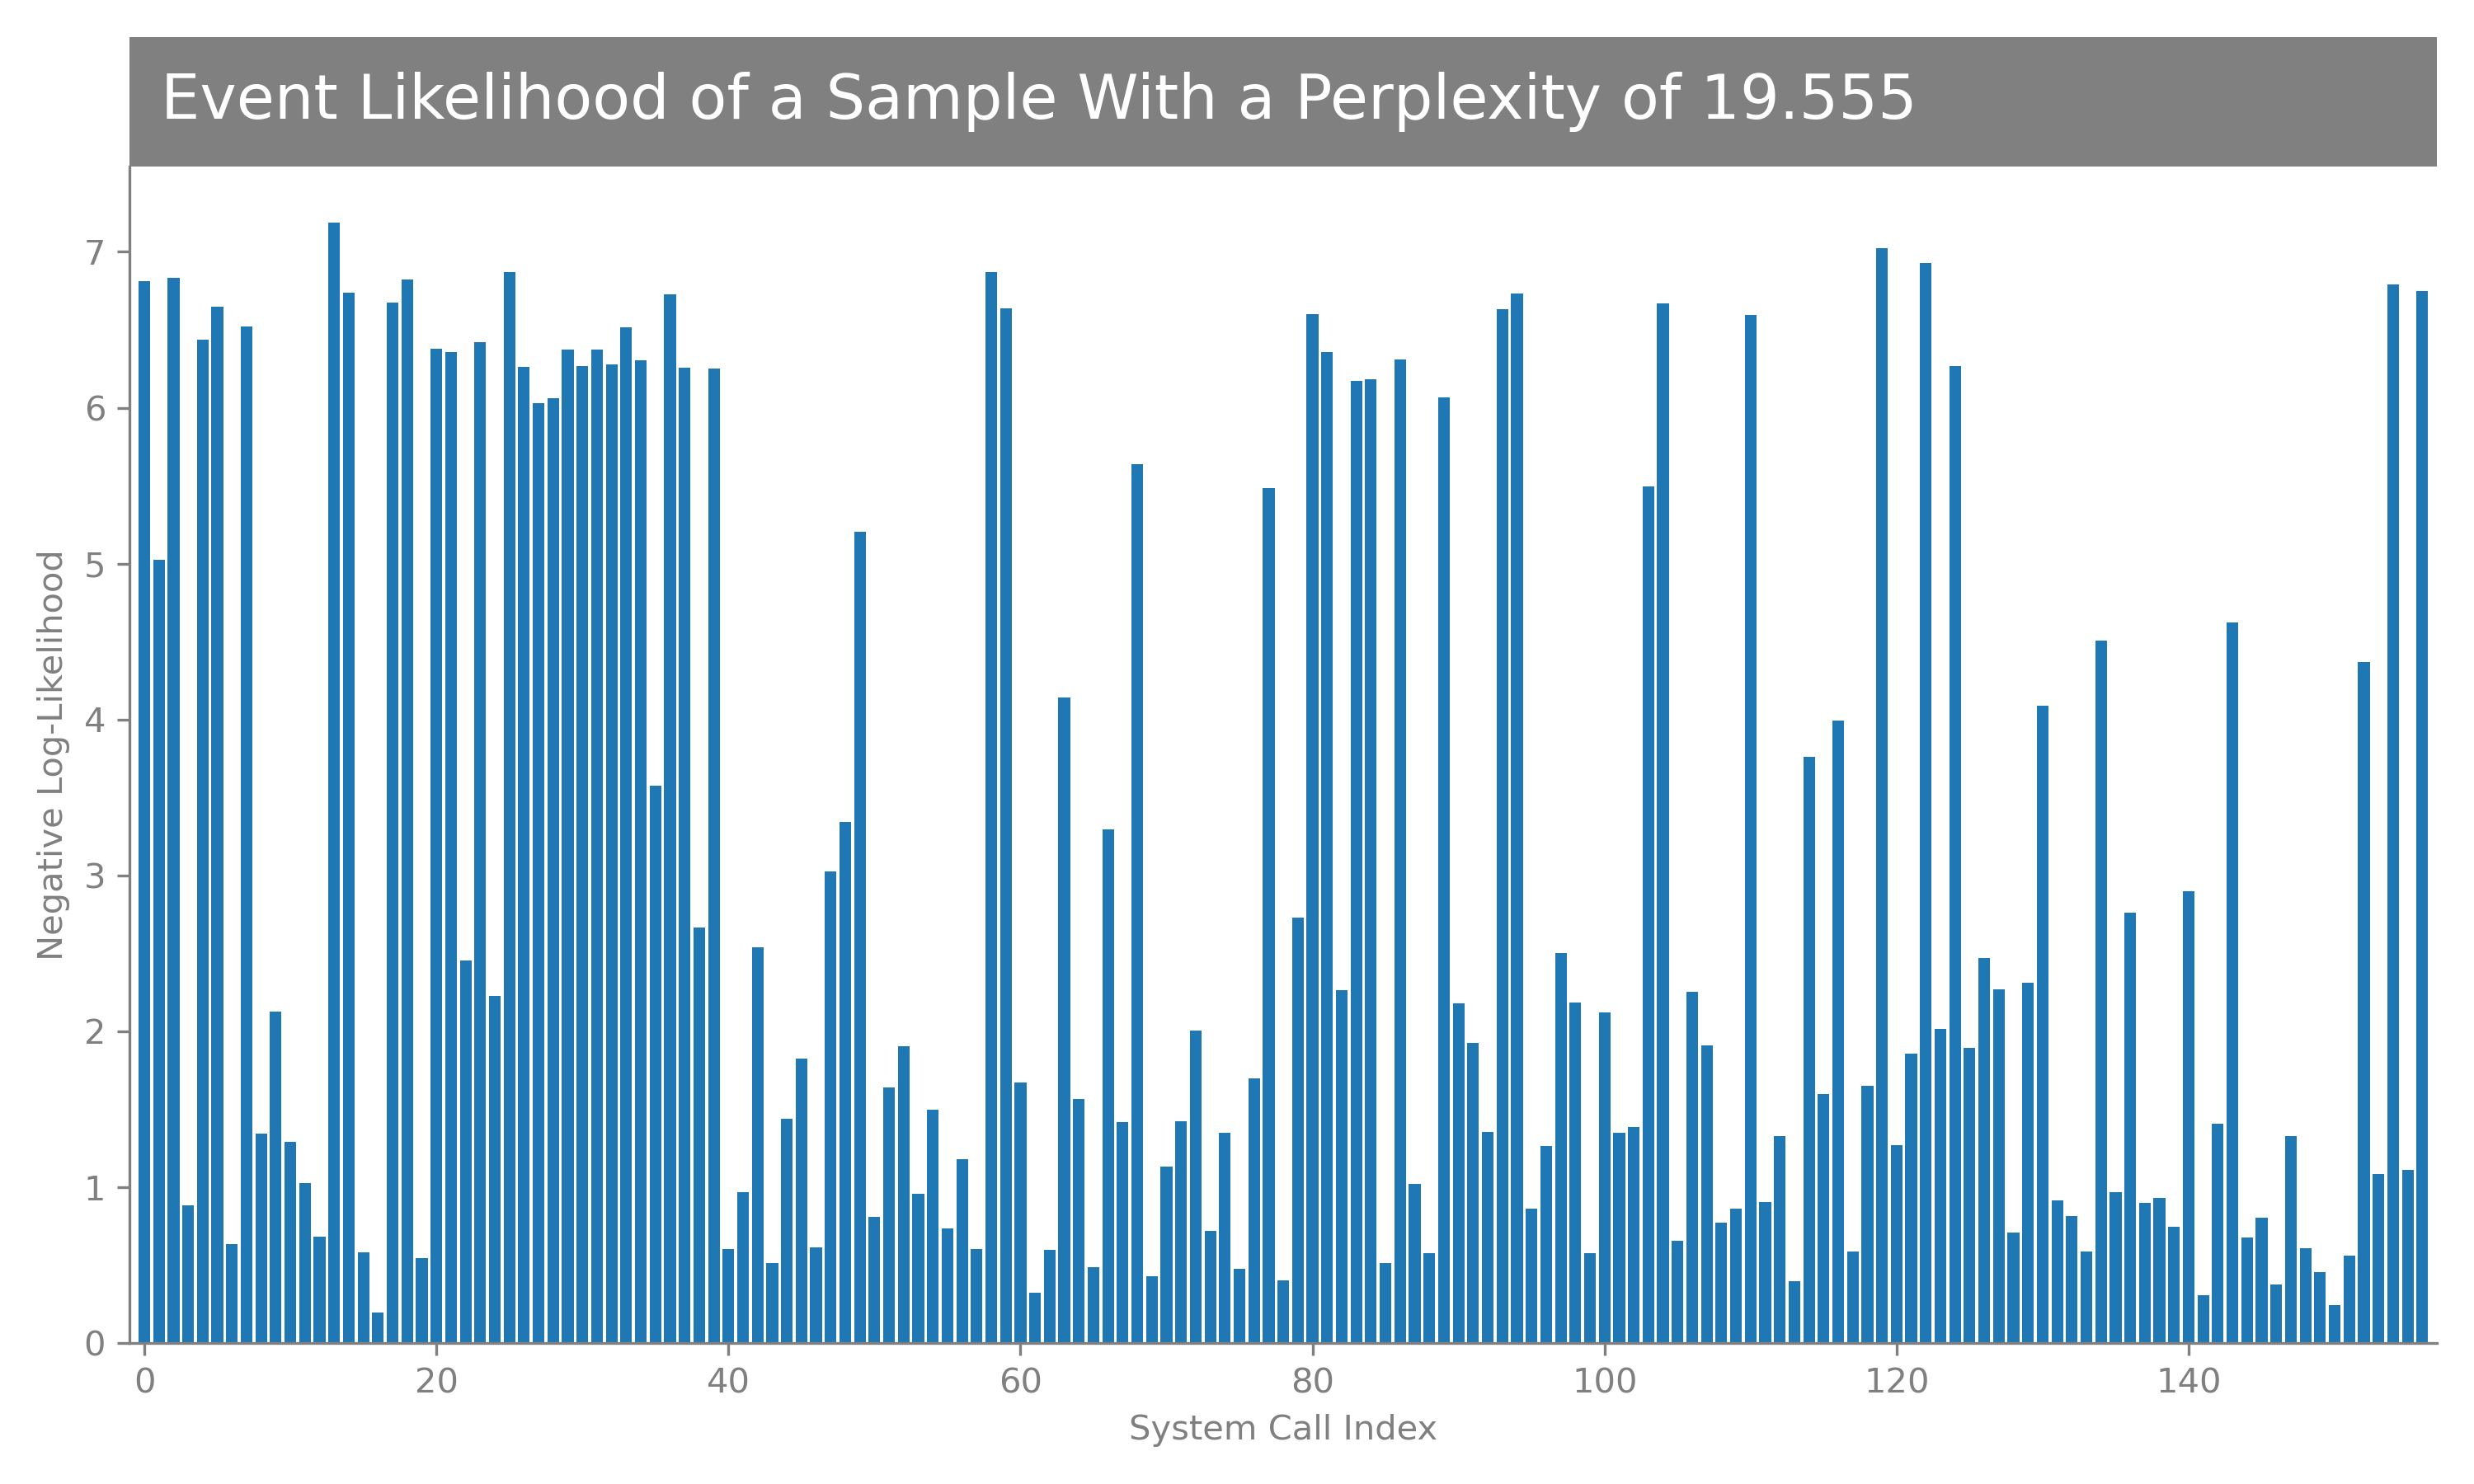 Event Likelihood of a Sample With a Perplexity of 19.555
Negative Log-Likelihood
7
6
5
4
3
2
1
0
0 20 40 60 80 100 120 140
System Call Index